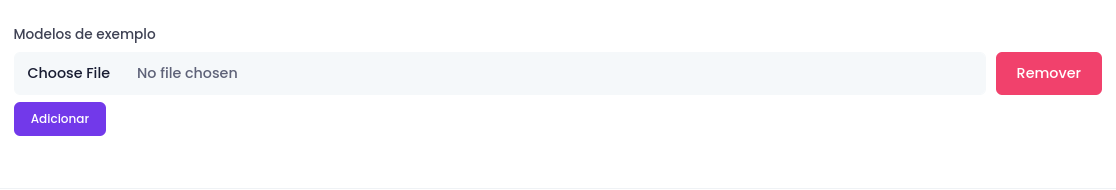 Modelos de exemplo
Choose File No file chosen Remover
Adicionar